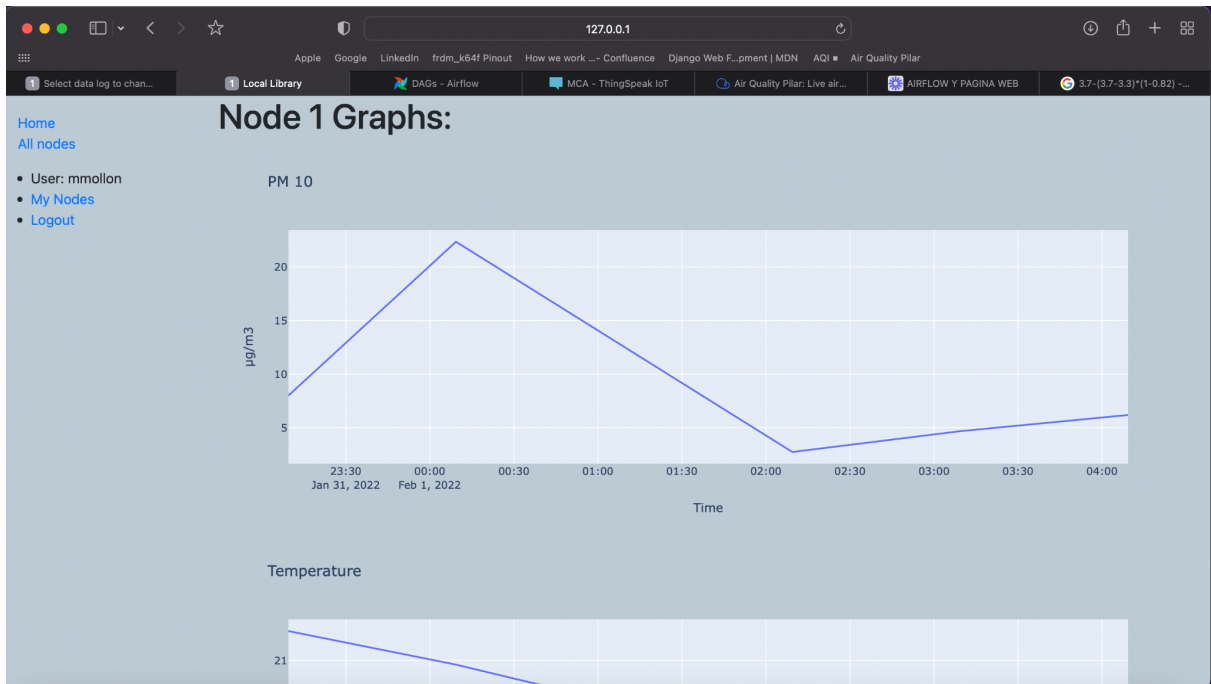 127.0.0.1
Apple Google LinkedIn frdm_k64f Pinout How we work ...- Confluence Django Web F...pment | MDN AQI Air Quality Pilar
1 Select data log to chan... 1 Local Library DAGs - Airflow MCA - ThingSpeak IoT Air Quality Pilar: Live air... AIRFLOW Y PAGINA WEB 3.7-(3.7-3.3)*(1-0.82) -...
Home
All nodes
User: mmollon
My Nodes
Logout
Node 1 Graphs:
PM 10
20
15
10
5
μg/m3
23:30 00:00 00:30 01:00 01:30 02:00 02:30 03:00 03:30 04:00
Jan 31, 2022 Feb 1, 2022
Time
Temperature
21